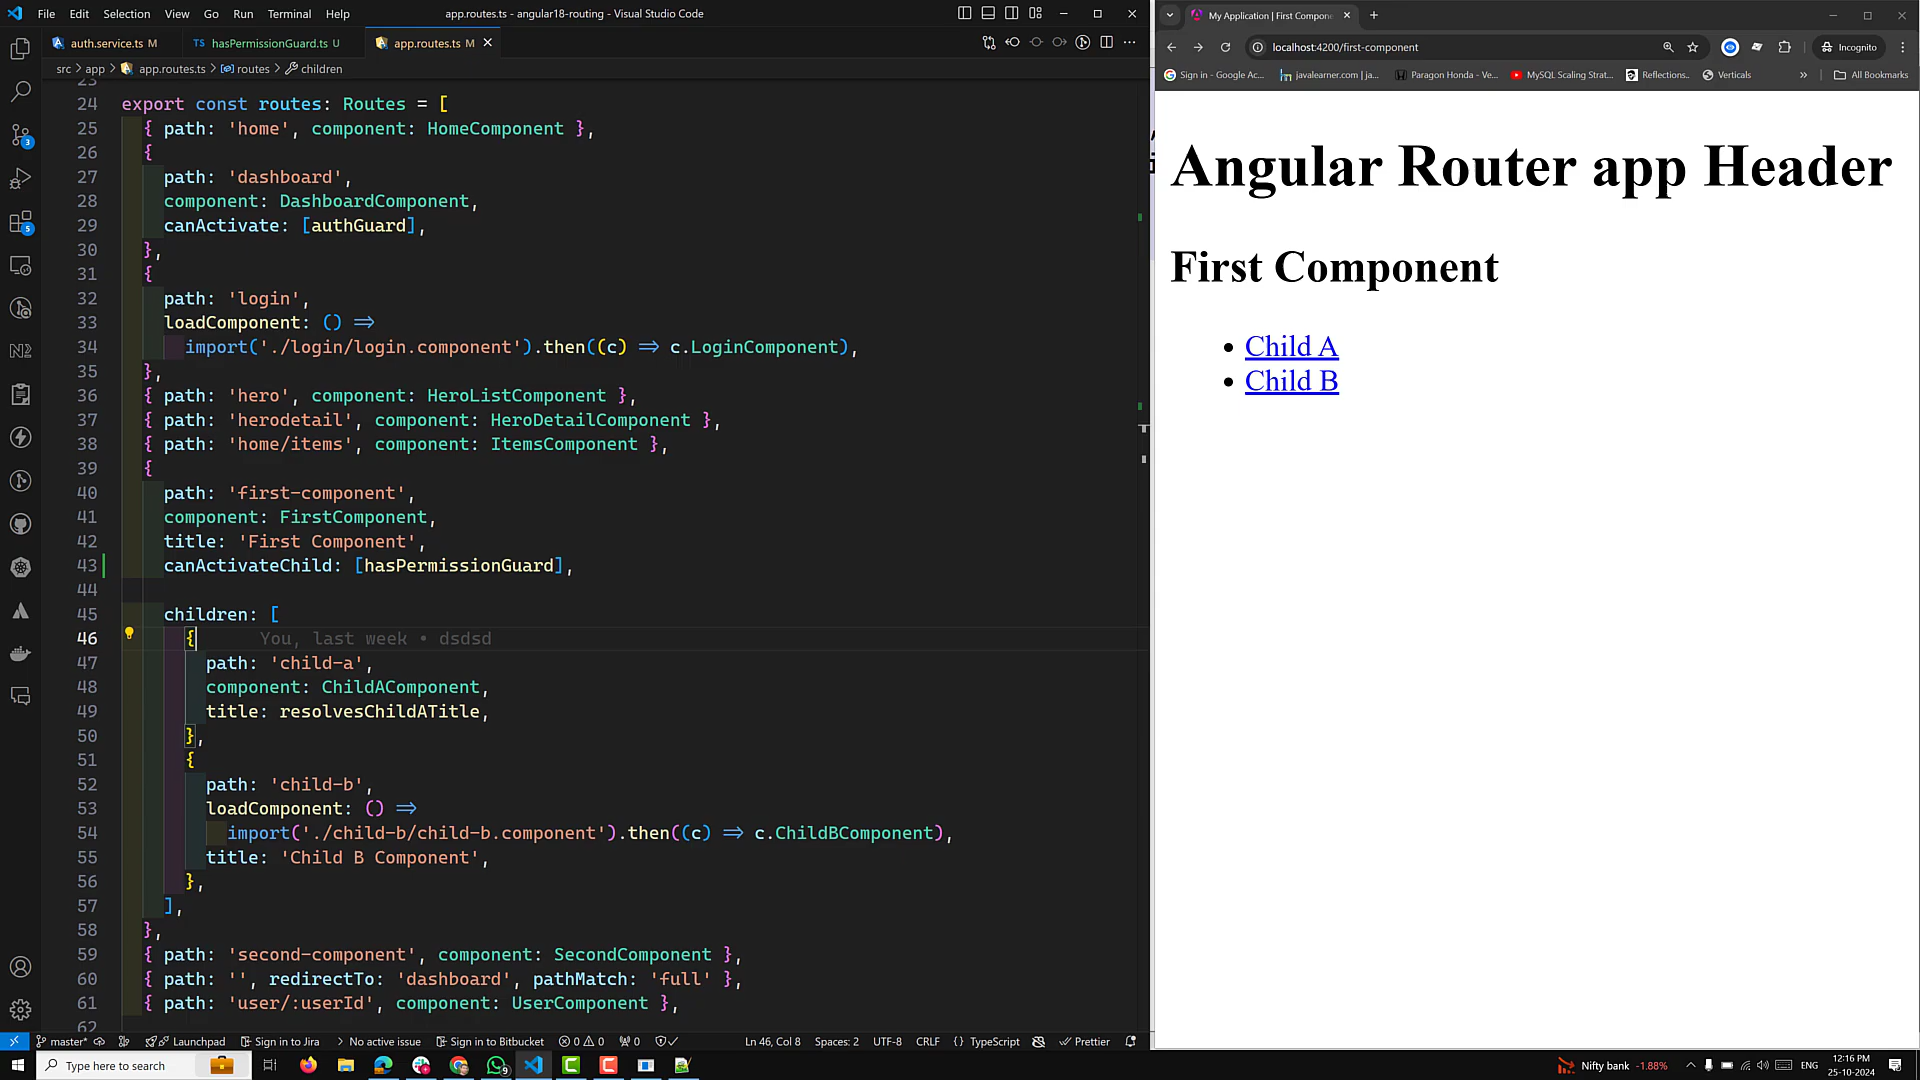 File Edit Selection View Go Run Terminal Help
app.routes.ts - angular18-routing - Visual Studio Code
auth.service.ts M
TS hasPermissionGuard.ts U
app.routes.ts M
src > app > app.routes.ts > routes > children
23
24 export const routes: Routes = [
25 { path: 'home', component: HomeComponent },
26 {
27 path: 'dashboard',
28 component: DashboardComponent,
29 canActivate: [authGuard],
30 },
31 {
32 path: 'login',
33 loadComponent: () =>
34 import('./login/login.component').then((c) => c.LoginComponent),
35 },
36 { path: 'hero', component: HeroListComponent },
37 { path: 'herodetail', component: HeroDetailComponent },
38 { path: 'home/items', component: ItemsComponent },
39 {
40 path: 'first-component',
41 component: FirstComponent,
42 title: 'First Component',
43 canActivateChild: [hasPermissionGuard],
44
45 children: [
46 { You, last week • dsdsd
47 path: 'child-a',
48 component: ChildAComponent,
49 title: resolvesChildATitle,
50 },
51 {
52 path: 'child-b',
53 loadComponent: () =>
54 import('./child-b/child-b.component').then((c) => c.ChildBComponent),
55 title: 'Child B Component',
56 },
57 ],
58 },
59 { path: 'second-component', component: SecondComponent },
60 { path: '', redirectTo: 'dashboard', pathMatch: 'full' },
61 { path: 'user/:userId', component: UserComponent },
62
3
5
N2
master* Launchpad Sign in to Jira No active issue Sign in to Bitbucket 0 0 0 Ln 46, Col 8 Spaces: 2 UTF-8 CRLF {} TypeScript Prettier
My Application | First Compone
localhost:4200/first-component
Incognito
Sign in - Google Ac...
javalearner.com | ja...
Paragon Honda - Ve...
MySQL Scaling Strat...
Reflections..
Verticals
»
All Bookmarks
Angular Router app Header
First Component
• Child A
• Child B
Type here to search
9
Nifty bank -1.88%
ENG
12:16 PM
25-10-2024